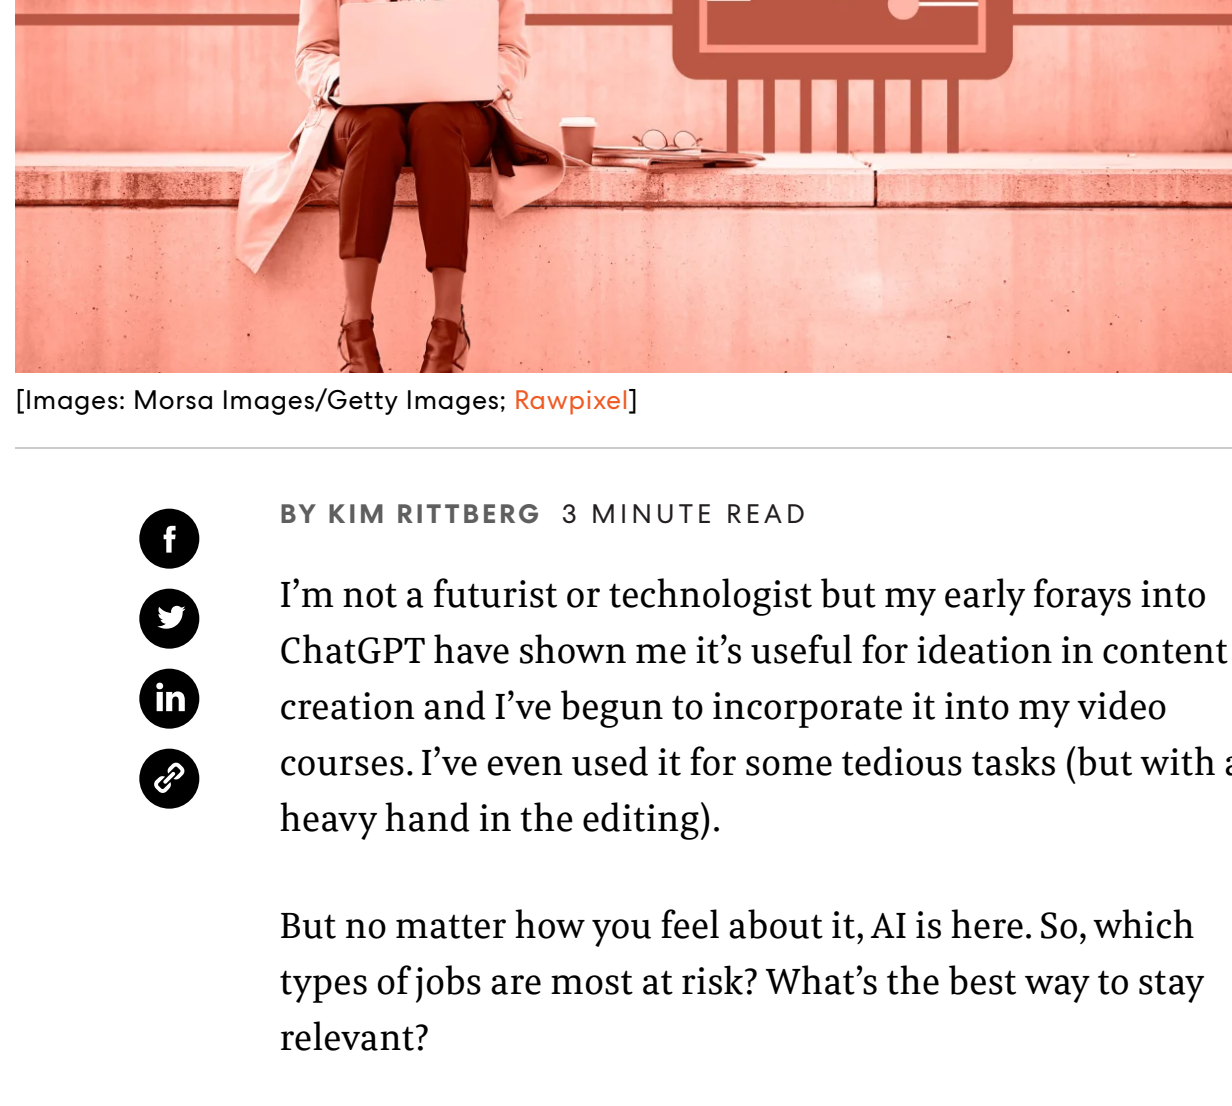 [Images: Morsa Images/Getty Images; Rawpixel]
BY KIM RITTBERG 3 MINUTE READ
I’m not a futurist or technologist but my early forays into
ChatGPT have shown me it’s useful for ideation in content
creation and I’ve begun to incorporate it into my video
courses. I’ve even used it for some tedious tasks (but with a
heavy hand in the editing).
But no matter how you feel about it, AI is here. So, which
types of jobs are most at risk? What’s the best way to stay
relevant?
f
in